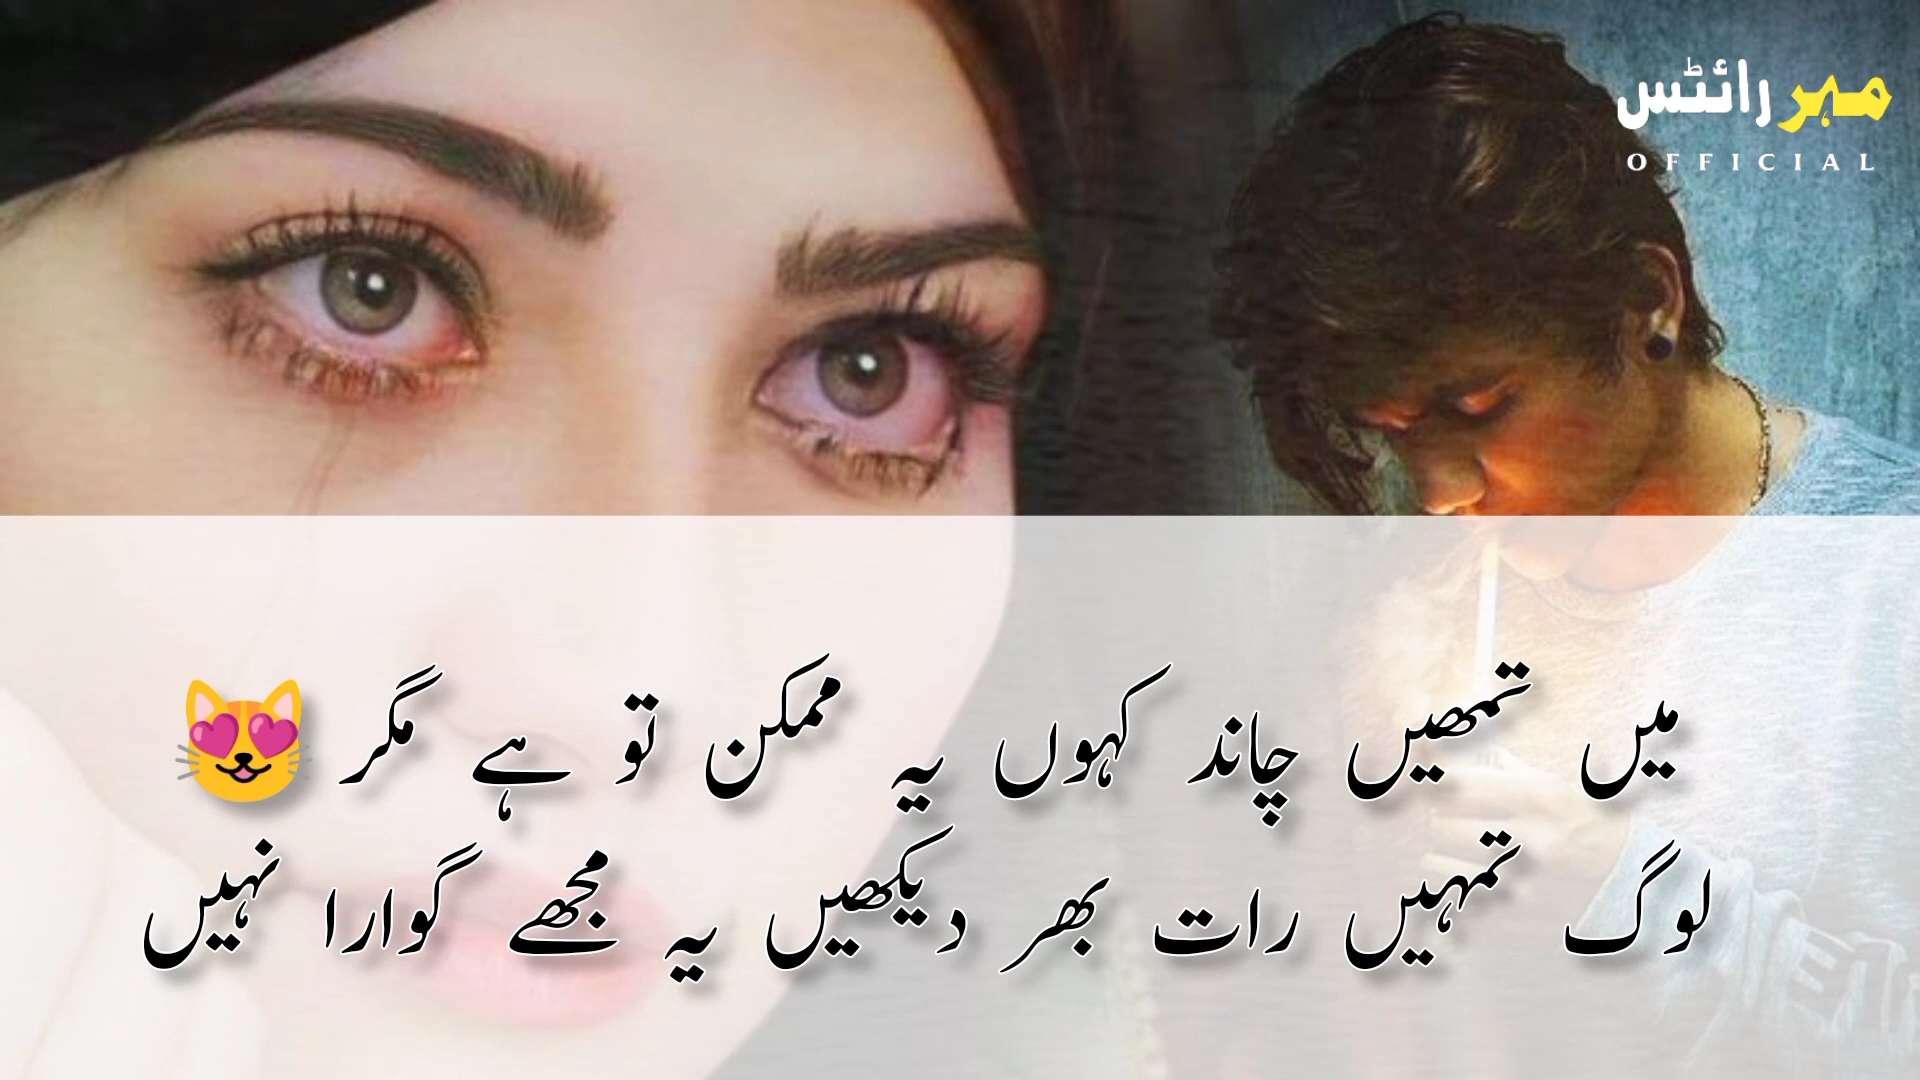 مہر رائٹس
OFFICIAL
میں تمھیں چاند کہوں یہ ممکن تو ہے مگر 😻
لوگ تمہیں رات بھر دیکھیں یہ مجھے گوارا نہیں